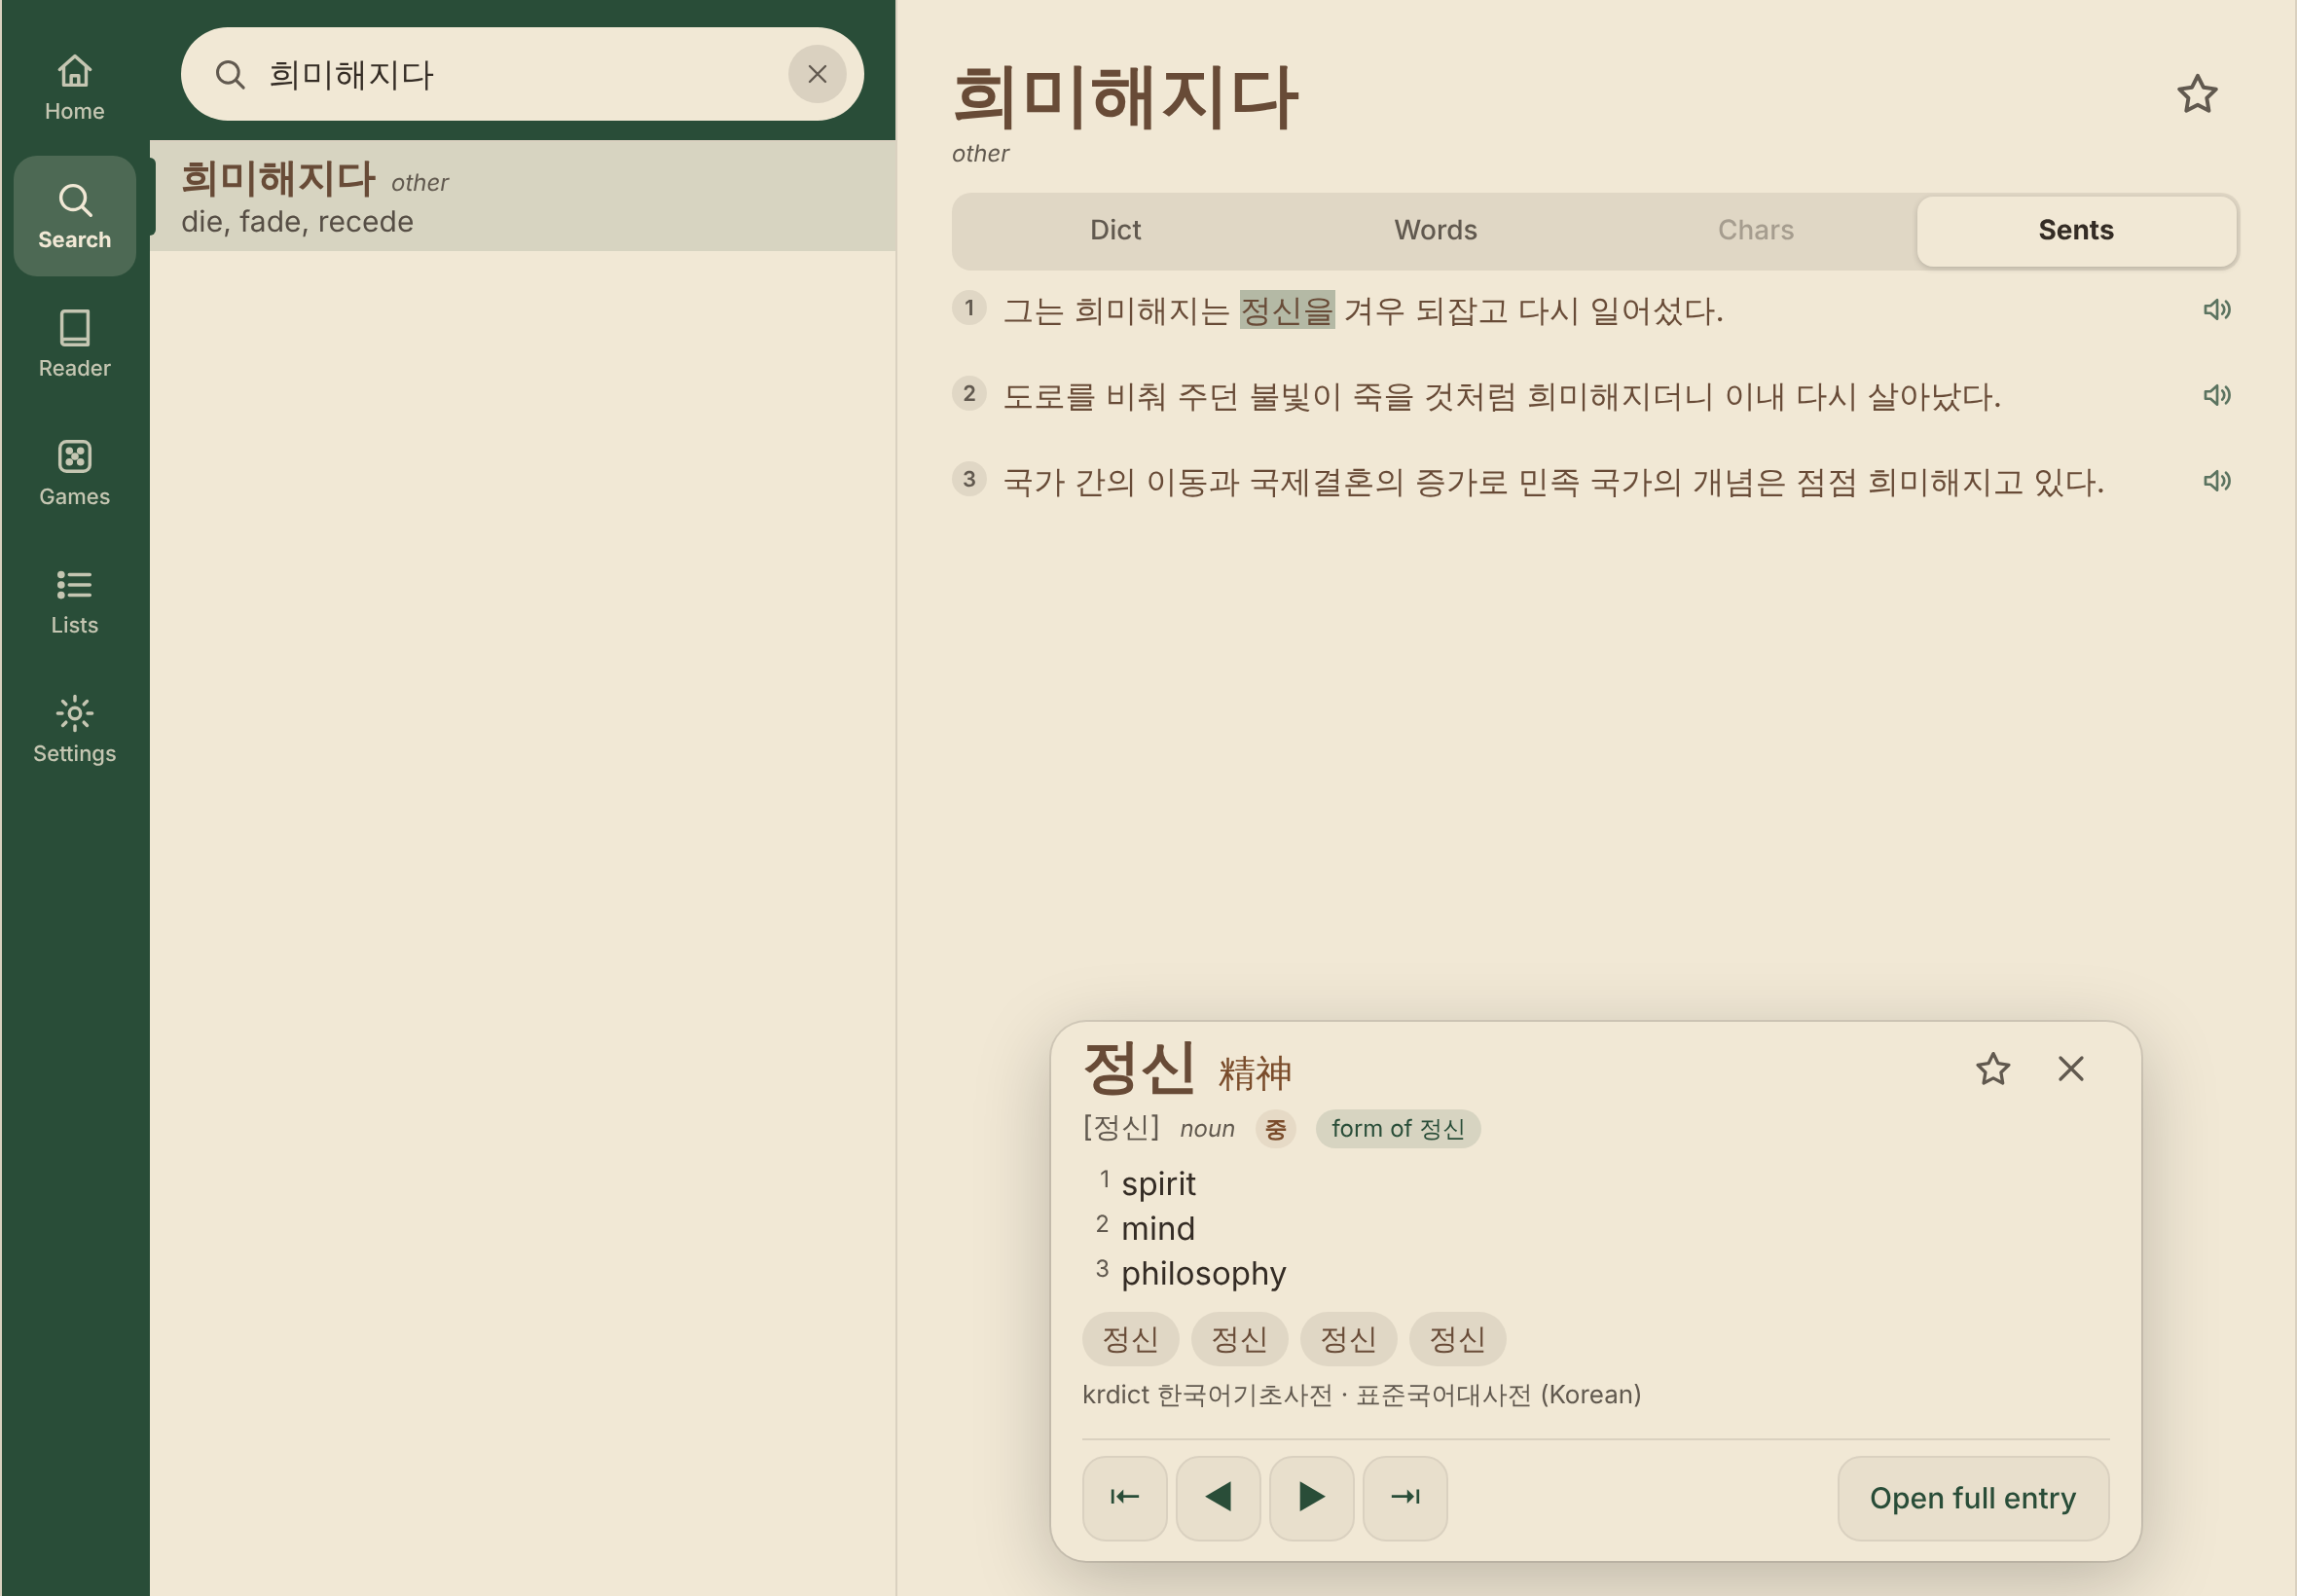 Home
Search
Reader
Games
Lists
Settings
희미해지다
희미해지다 other
die, fade, recede
희미해지다
other
Dict Words Chars Sents
1 그는 희미해지는 정신을 겨우 되잡고 다시 일어섰다.
2 도로를 비춰 주던 불빛이 죽을 것처럼 희미해지더니 이내 다시 살아났다.
3 국가 간의 이동과 국제결혼의 증가로 민족 국가의 개념은 점점 희미해지고 있다.
정신 精神
[정신] noun 중 form of 정신
1 spirit
2 mind
3 philosophy
정신 정신 정신 정신
krdict 한국어기초사전 · 표준국어대사전 (Korean)
Open full entry